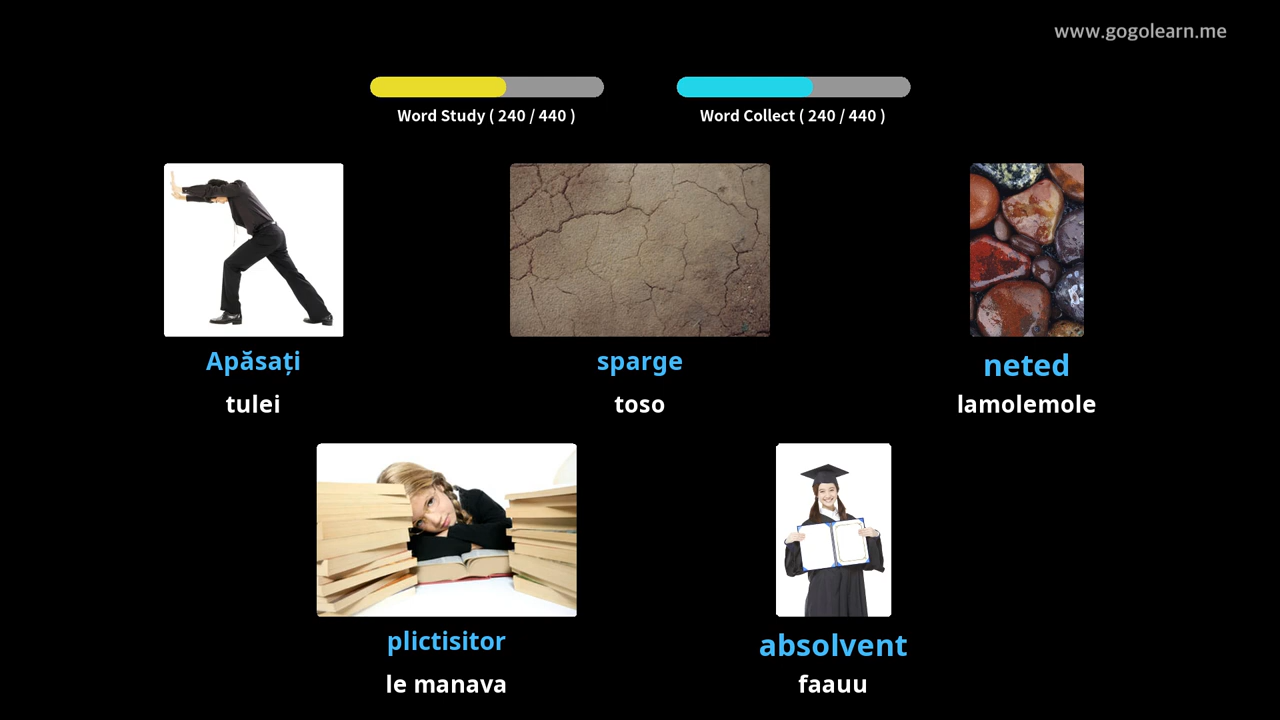 www.gogolearn.me
Word Study ( 240 / 440 )
Word Collect ( 240 / 440 )
Apăsați
tulei
sparge
toso
neted
lamolemole
plictisitor
le manava
absolvent
faauu